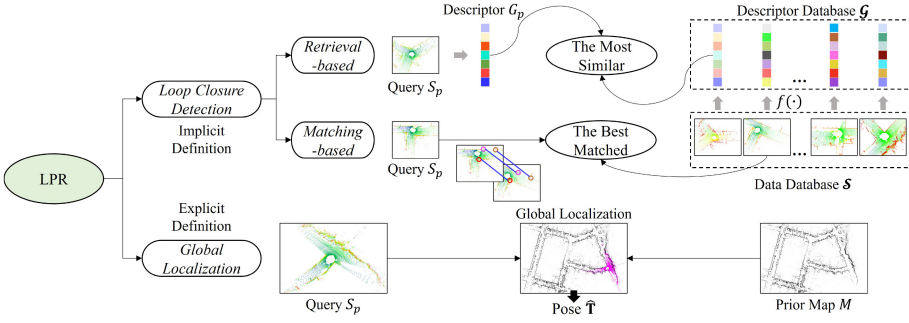 Descriptor G_p
Descriptor Database 𝓖
Retrieval
-based
Query S_p
The Most
Similar
...
f(·)
Loop Closure
Detection
Implicit
Definition
Matching
-based
Query S_p
The Best
Matched
...
Data Database 𝓢
LPR
Explicit
Definition
Global
Localization
Query S_p
Global Localization
Pose T̂
Prior Map M